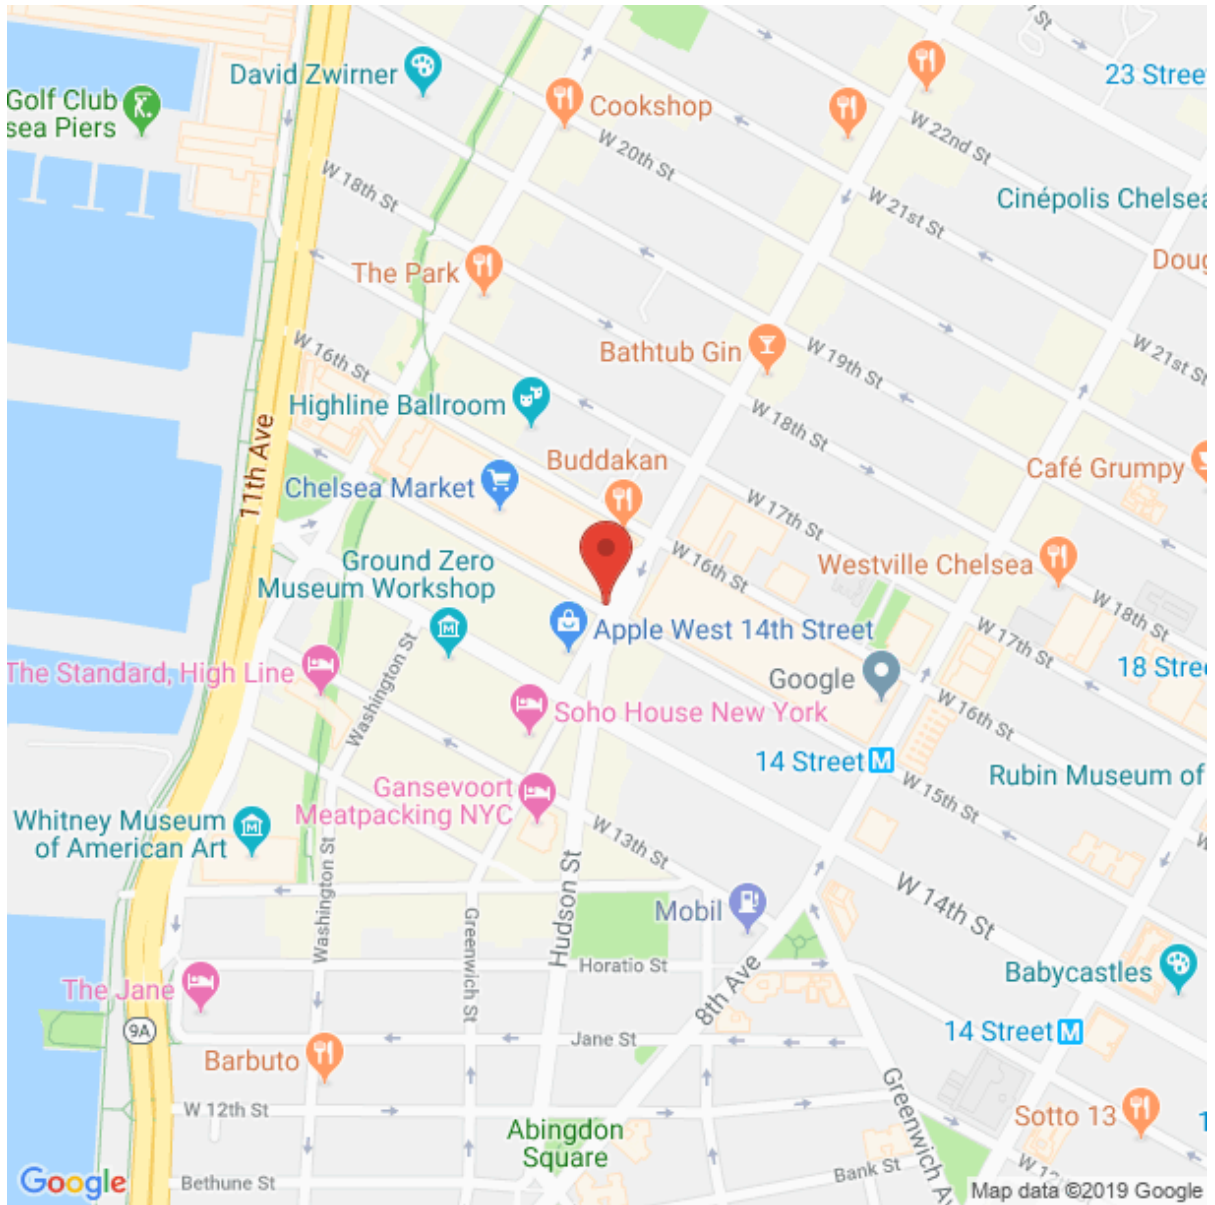 David Zwirner
Golf Club
sea Piers
Cookshop
23 Street
W 22nd St
W 20th St
W 18th St
W 21st St
Cinépolis Chelsea
Doug
The Park
W 16th St
Bathtub Gin
W 19th St
W 21st St
Highline Ballroom
W 18th St
11th Ave
Buddakan
Café Grumpy
Chelsea Market
W 17th St
Ground Zero
Museum Workshop
W 16th St
Westville Chelsea
W 18th St
Apple West 14th Street
W 17th St
The Standard, High Line
Washington St
Google
18 Stree
Soho House New York
W 16th St
14 Street M
Rubin Museum of
Gansevoort
Meatpacking NYC
W 15th St
Whitney Museum
of American Art
W 13th St
Washington St
Hudson St
W 14th St
Mobil
Greenwich St
Horatio St
8th Ave
Babycastles
The Jane
9A
Jane St
14 Street M
Barbuto
Greenwich Av
W 12th St
Sotto 13
1
Abingdon
Square
Bank St
W 12th St
Bethune St
Google
Map data ©2019 Google